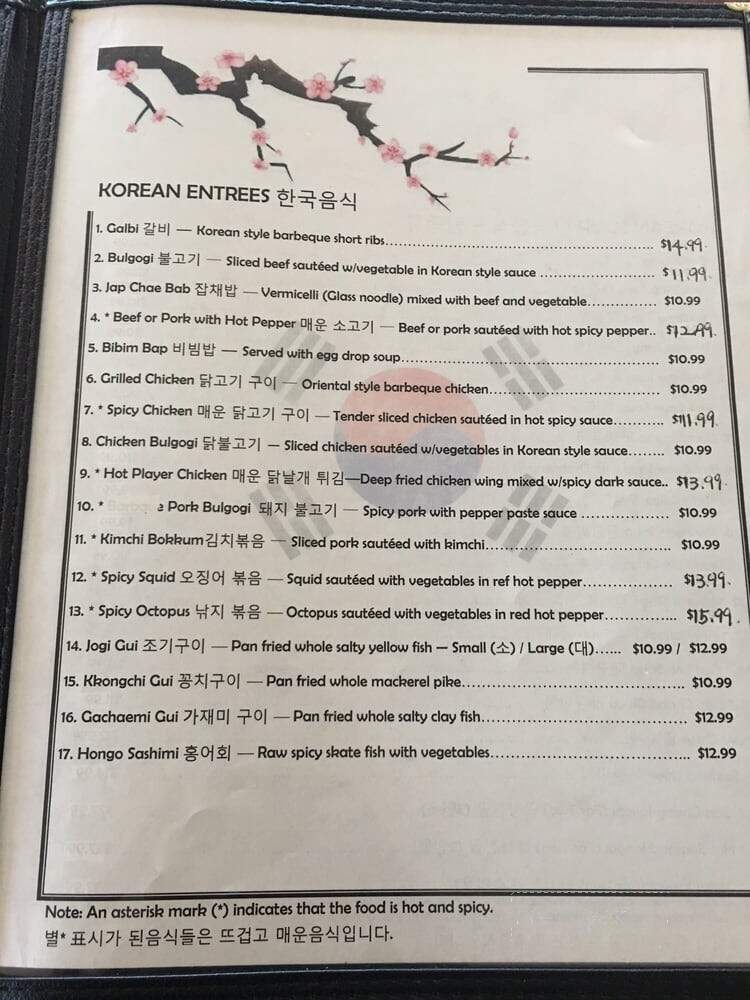 KOREAN ENTREES 한국음식
1. Galbi 갈비 — Korean style barbeque short ribs........................................................ $14.99.
2. Bulgogi 불고기 — Sliced beef sautéed w/vegetable in Korean style sauce ........................ $11.99.
3. Jap Chae Bab 잡채밥 — Vermicelli (Glass noodle) mixed with beef and vegetable............... $10.99
4. * Beef or Pork with Hot Pepper 매운 소고기 — Beef or pork sautéed with hot spicy pepper.. $12.99.
5. Bibim Bap 비빔밥 — Served with egg drop soup...................................................... $10.99
6. Grilled Chicken 닭고기 구이 — Oriental style barbeque chicken.................................... $10.99
7. * Spicy Chicken 매운 닭고기 구이 — Tender sliced chicken sautéed in hot spicy sauce........... $11.99.
8. Chicken Bulgogi 닭불고기 — Sliced chicken sautéed w/vegetables in Korean style sauce........ $10.99
9. * Hot Player Chicken 매운 닭날개 튀김—Deep fried chicken wing mixed w/spicy dark sauce.. $13.99.
10. * Pork Bulgogi 돼지 불고기 — Spicy pork with pepper paste sauce ........................ $10.99
11. * Kimchi Bokkum김치볶음 — Sliced pork sautéed with kimchi....................................... $10.99
12. * Spicy Squid 오징어 볶음 — Squid sautéed with vegetables in ref hot pepper.................... $13.99.
13. * Spicy Octopus 낚지 볶음 — Octopus sautéed with vegetables in red hot pepper............... $15.99.
14. Jogi Gui 조기구이 — Pan fried whole salty yellow fish — Small (소) / Large (대)...... $10.99 / $12.99
15. Kkongchi Gui 꽁치구이 — Pan fried whole mackerel pike................................................. $10.99
16. Gachaemi Gui 가재미 구이 — Pan fried whole salty clay fish............................................. $12.99
17. Hongo Sashimi 홍어회 — Raw spicy skate fish with vegetables............................................. $12.99
Note: An asterisk mark (*) indicates that the food is hot and spicy.
별* 표시가 된음식들은 뜨겁고 매운음식입니다.